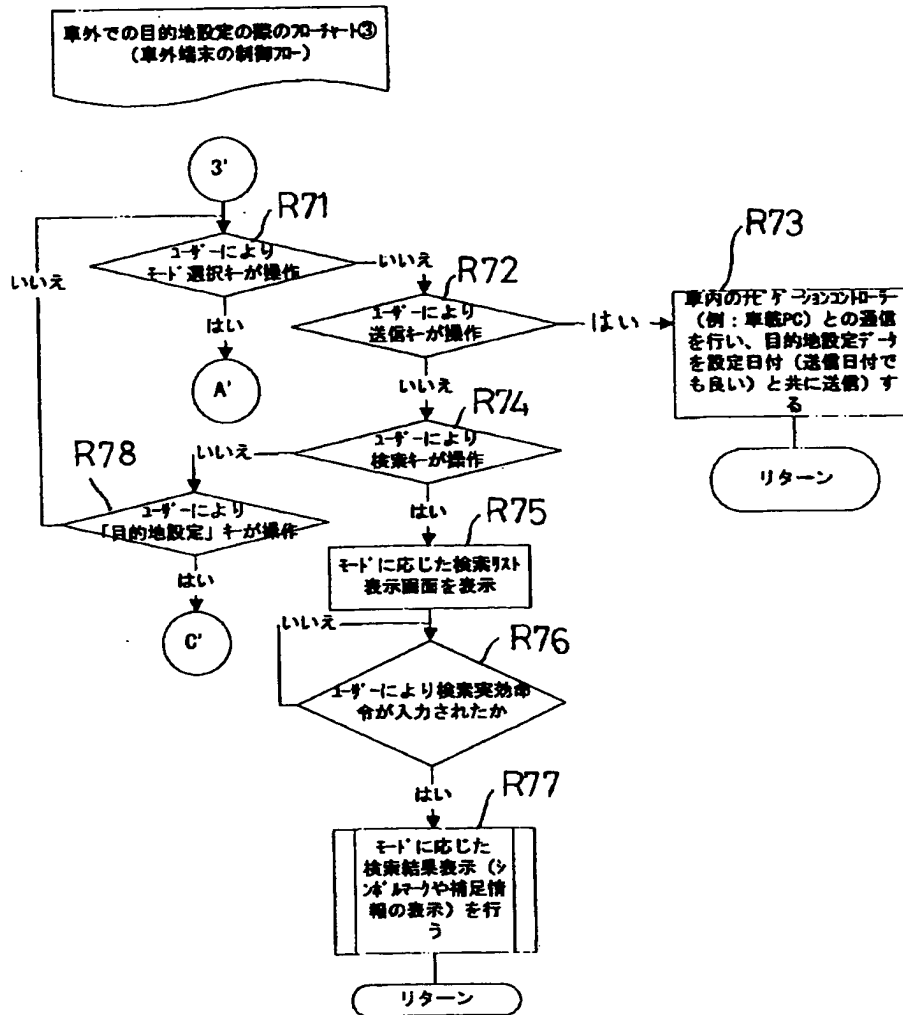 車外での目的地設定の際のフローチャート③
（車外端末の制御フロー）
3'
R71
ユーザーにより
モード選択キーが操作
いいえ
いいえ
はい
A'
R72
ユーザーにより
送信キーが操作
はい
R73
車内のナビゲーションコントローラー
（例：車載PC）との通信
を行い、目的地設定データ
を設定日付（送信日付で
も良い）と共に送信）す
る
リターン
いいえ
R74
ユーザーにより
検索キーが操作
いいえ
R78
ユーザーにより
「目的地設定」キーが操作
はい
C'
はい
R75
モードに応じた検索リスト
表示画面を表示
いいえ
R76
ユーザーにより検索実効命
令が入力されたか
はい
R77
モードに応じた
検索結果表示（シ
ンボルマークや補足情
報の表示）を行
う
リターン